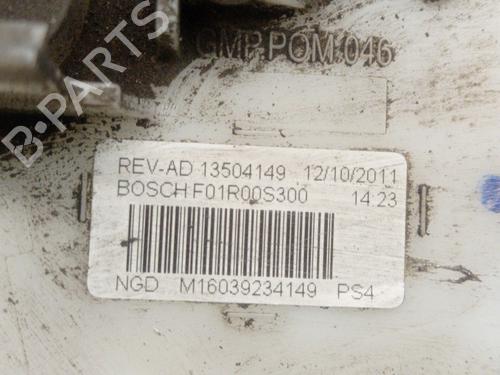 GMP.POM.046
B-PARTS
REV-AD 13504149 12/10/2011
BOSCH F01R00S300 14:23
NGD M16039234149 PS4